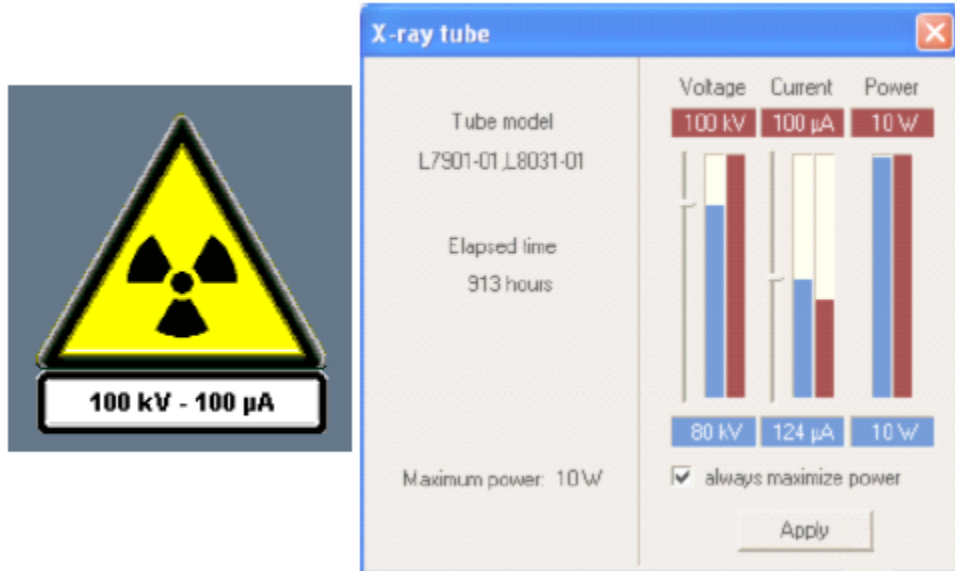 100 kV - 100 µA
X-ray tube
Tube model
L7901-01,L8031-01
Elapsed time
913 hours
Maximum power: 10 W
Voltage Current Power
100 kV 100 µA 10 W
80 kV 124 µA 10 W
always maximize power
Apply